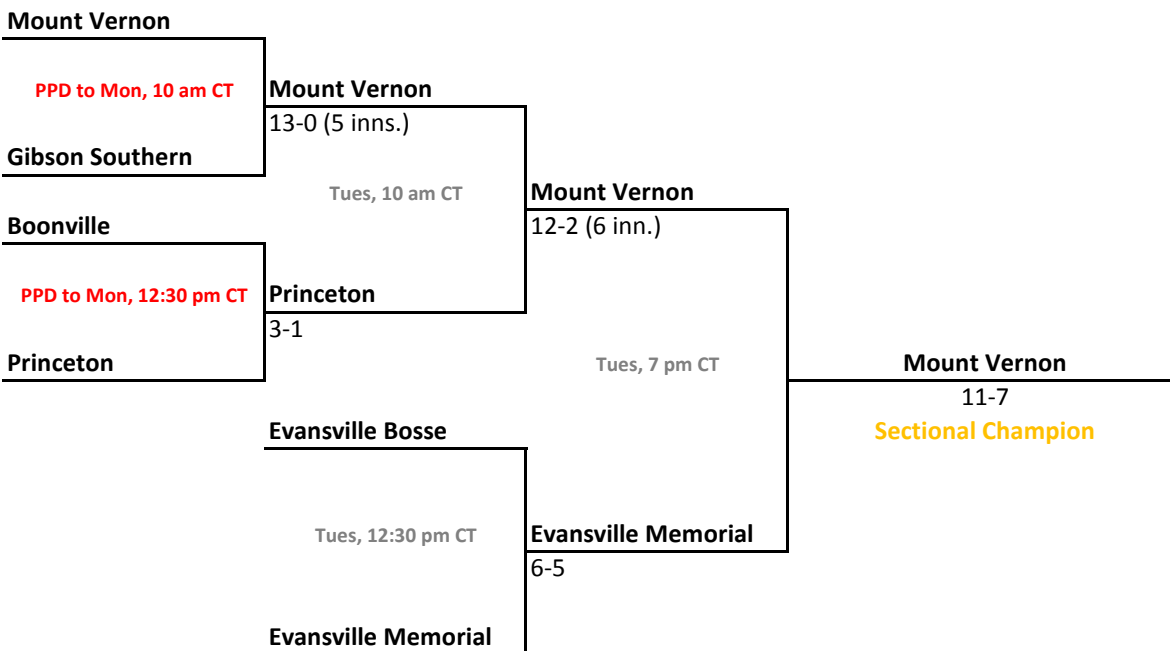 Mount Vernon
PPD to Mon, 10 am CT
Mount Vernon
13-0 (5 inns.)
Gibson Southern
Tues, 10 am CT
Mount Vernon
12-2 (6 inn.)
Boonville
PPD to Mon, 12:30 pm CT
Princeton
3-1
Princeton
Tues, 7 pm CT
Mount Vernon
11-7
Sectional Champion
Evansville Bosse
Tues, 12:30 pm CT
Evansville Memorial
6-5
Evansville Memorial